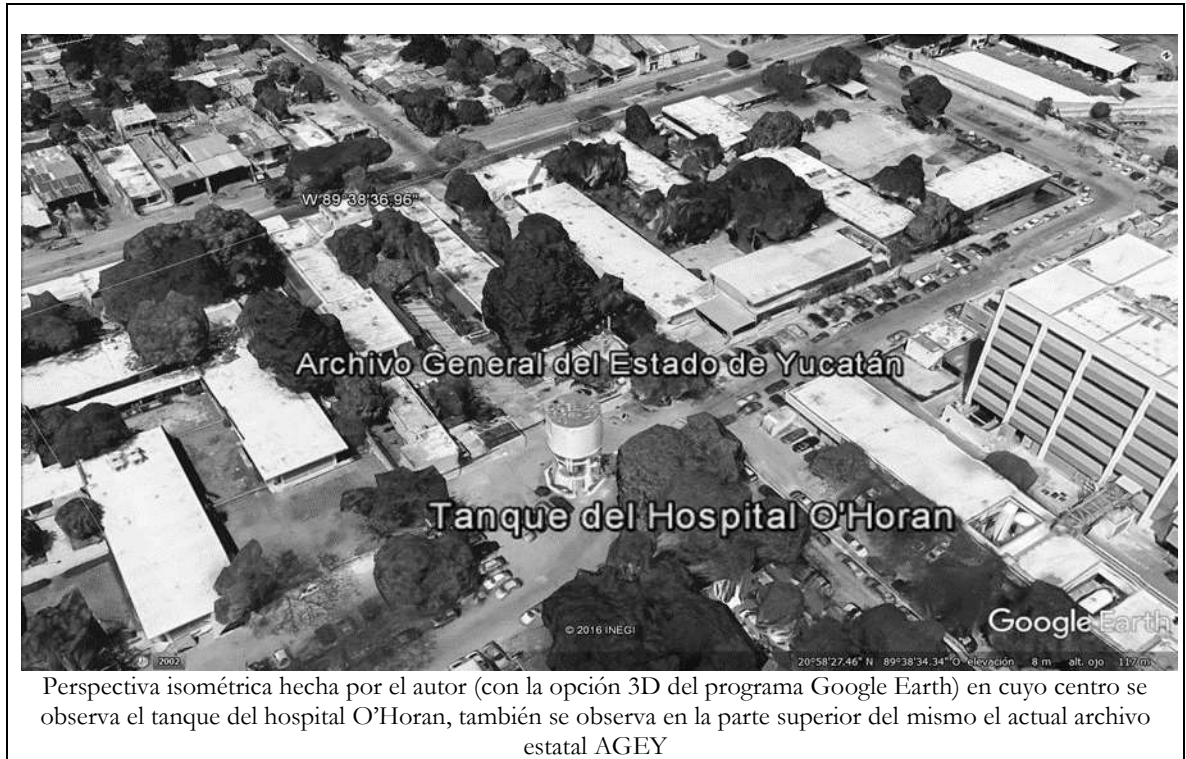 W 89°38'36.96"
Archivo General del Estado de Yucatán
Tanque del Hospital O'Horan
© 2016 INEGI
Google Earth
2002
20°58'27.46" N 89°38'34.34" O elevación 8 m alt. ojo 117 m
Perspectiva isométrica hecha por el autor (con la opción 3D del programa Google Earth) en cuyo centro se
observa el tanque del hospital O’Horan, también se observa en la parte superior del mismo el actual archivo
estatal AGEY